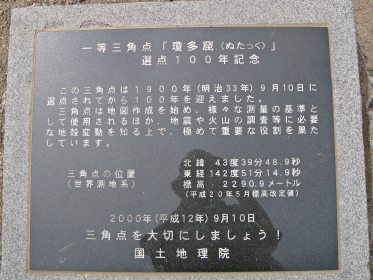 一等三角点「瓊多窟〈ぬたっく〉」
選点100年記念
この三角点は1900年(明治33年)9月10日に
選点されてから100年を迎えました。
三角点は地図作成を始め、様々な測量の基準と
して使用されるほか、地震や火山の調査等に必要
な地殻変動を知る上で、極めて重要な役割を果た
しています。
三角点の位置
(世界測地系)
北緯 43度39分48.9秒
東経 142度51分14.9秒
標高 2290.9メートル
(平成20年5月標高改定値)
2000年(平成12年)9月10日
三角点を大切にしましょう!
国土地理院